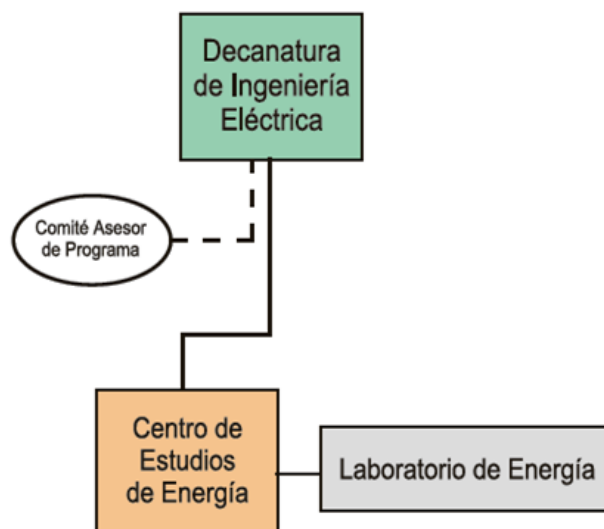 Decanatura
de Ingeniería
Eléctrica
Comité Asesor
de Programa
Centro de
Estudios
de Energía
Laboratorio de Energía